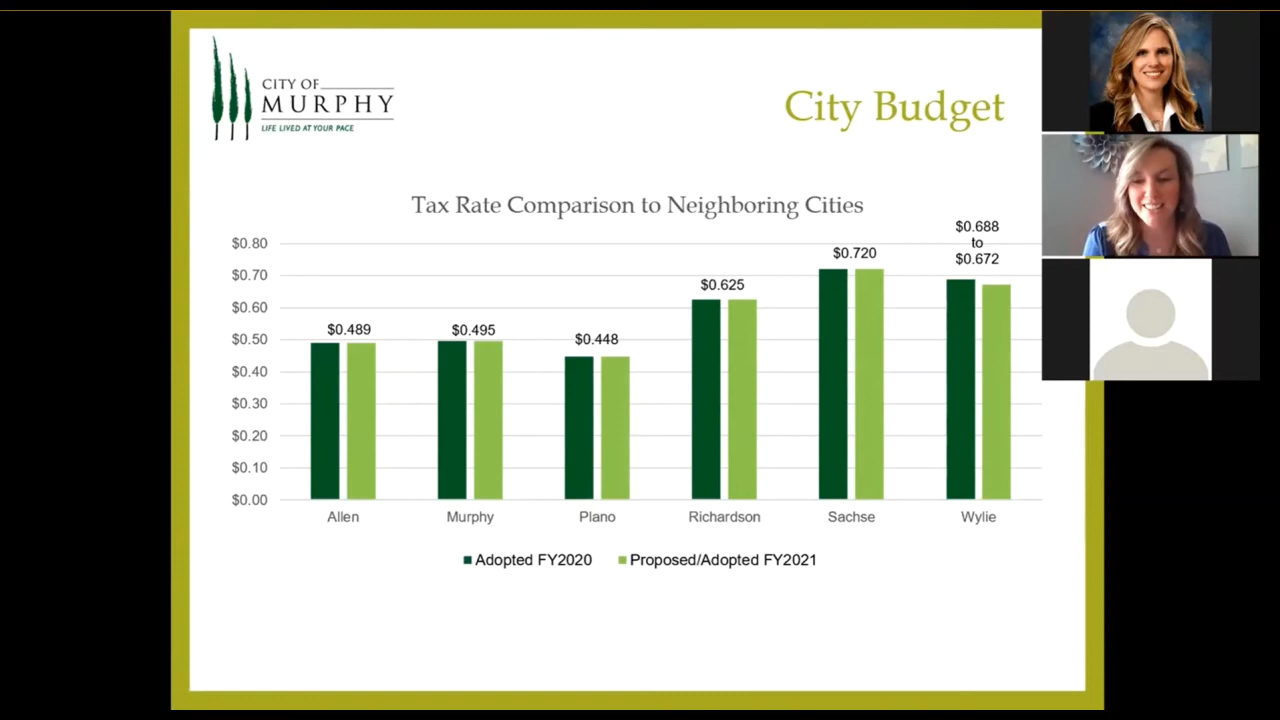 CITY OF
MURPHY
LIFE LIVED AT YOUR PACE
City Budget
Tax Rate Comparison to Neighboring Cities
$0.80
$0.70
$0.60
$0.50
$0.40
$0.30
$0.20
$0.10
$0.00
$0.489
$0.495
$0.448
$0.625
$0.720
$0.688
to
$0.672
Allen Murphy Plano Richardson Sachse Wylie
Adopted FY2020 Proposed/Adopted FY2021